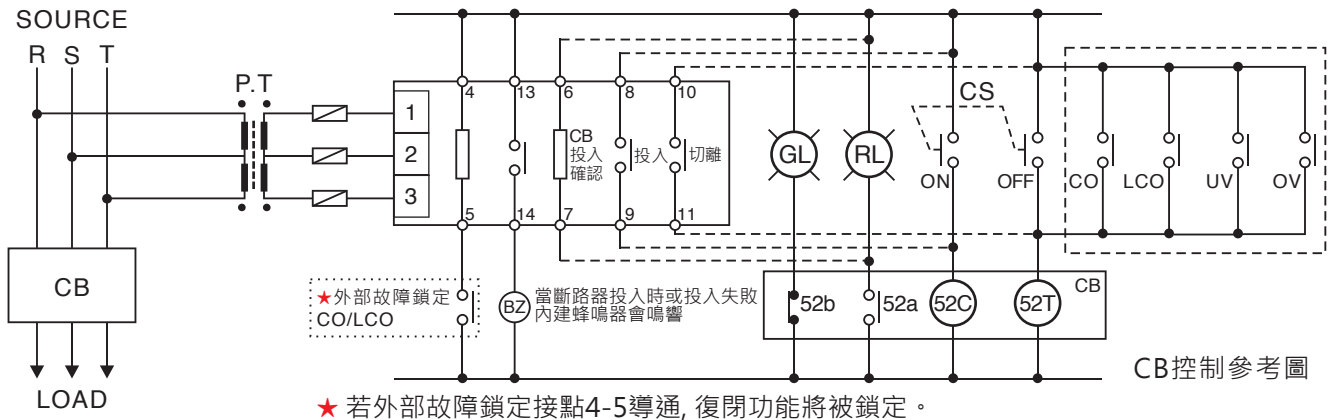 SOURCE
R S T
P.T
1
2
3
4 13 6 8 10
CB
投入
確認
投入
切離
5 14 7 9 11
GL
RL
CS
ON
OFF
CO
LCO
UV
OV
CB
★外部故障鎖定
CO/LCO
BZ
當斷路器投入時或投入失敗
內建蜂鳴器會鳴響
52b
52a
52C
52T
CB
LOAD
CB控制參考圖
★ 若外部故障鎖定接點4-5導通, 復閉功能將被鎖定。